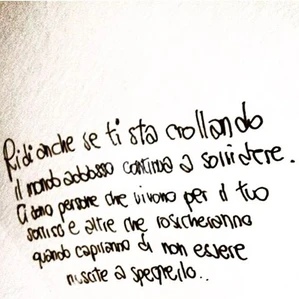 Ridi anche se ti sta crollando
il mondo addosso continua a sorridere.
Ci sono persone che vivono per il tuo
sorriso e altre che rosicheranno
quando capiranno di non essere
riuscite a spegnerlo..